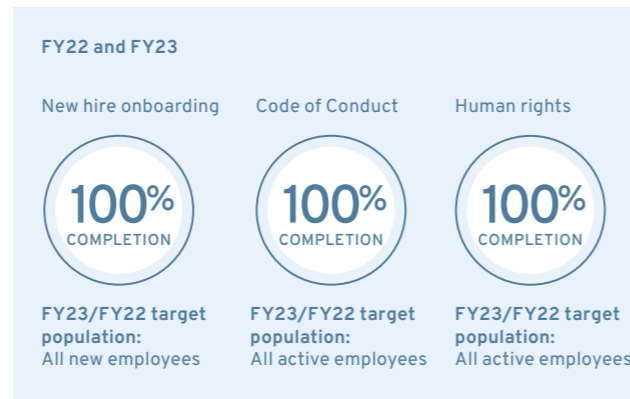 FY22 and FY23
New hire onboarding
100%
COMPLETION
FY23/FY22 target
population:
All new employees
Code of Conduct
100%
COMPLETION
FY23/FY22 target
population:
All active employees
Human rights
100%
COMPLETION
FY23/FY22 target
population:
All active employees